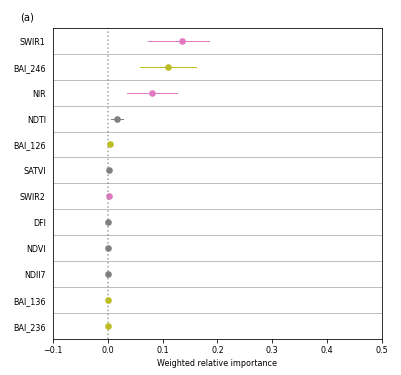 (a)
SWIR1
BAI_246
NIR
NDTI
BAI_126
SATVI
SWIR2
DFI
NDVI
NDII7
BAI_136
BAI_236
−0.1 0.0 0.1 0.2 0.3 0.4 0.5
Weighted relative importance